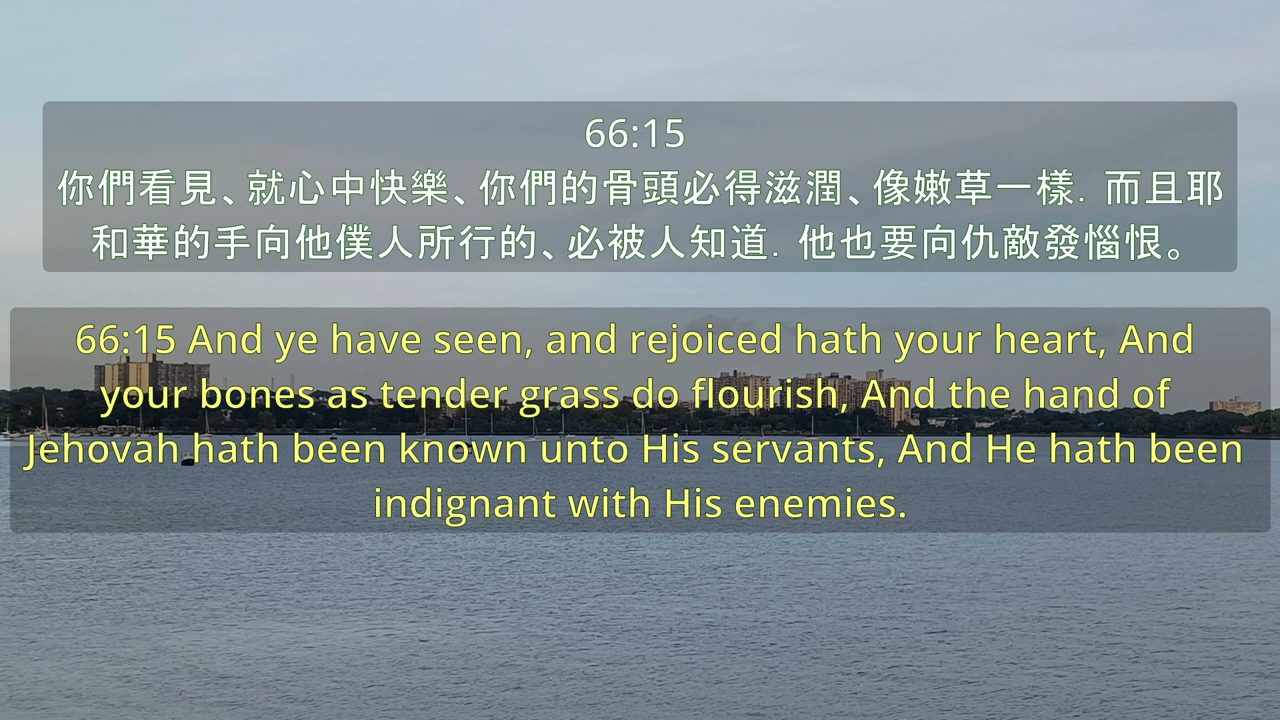 66:15
你們看見、就心中快樂、你們的骨頭必得滋潤、像嫩草一樣．而且耶
和華的手向他僕人所行的、必被人知道．他也要向仇敵發惱恨。
66:15 And ye have seen, and rejoiced hath your heart, And
your bones as tender grass do flourish, And the hand of
Jehovah hath been known unto His servants, And He hath been
indignant with His enemies.